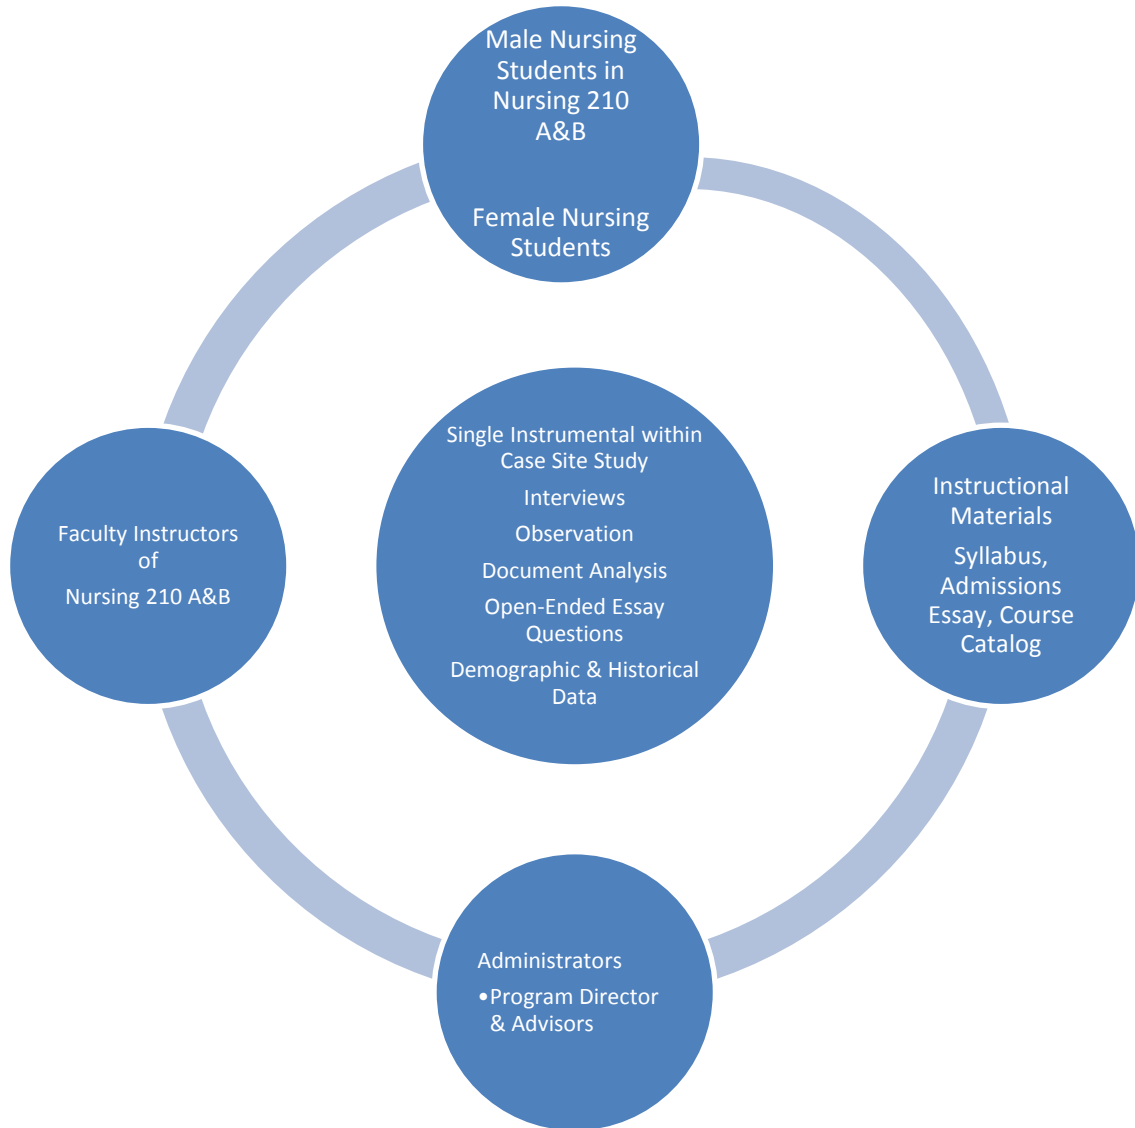 Male Nursing
Students in
Nursing 210
A&B
Female Nursing
Students
Single Instrumental within
Case Site Study
Interviews
Observation
Document Analysis
Open-Ended Essay
Questions
Demographic & Historical
Data
Faculty Instructors
of
Nursing 210 A&B
Instructional
Materials
Syllabus,
Admissions
Essay, Course
Catalog
Administrators
•Program Director
& Advisors